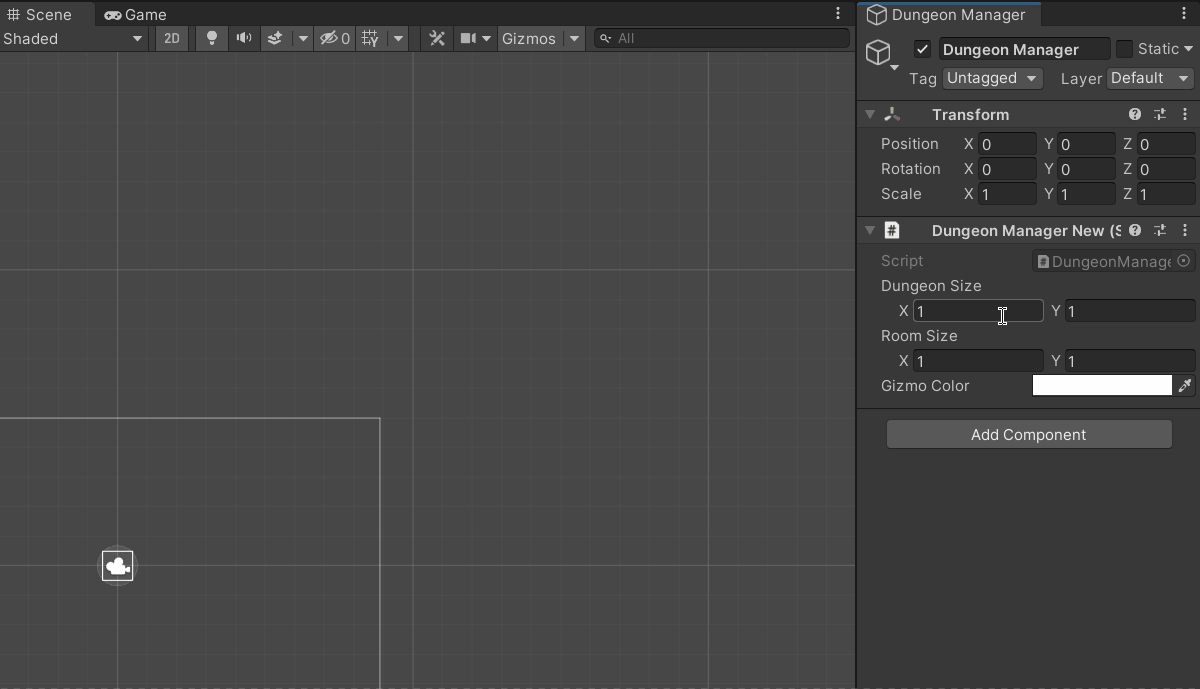 Scene Game
Shaded 2D 0 Gizmos All
Dungeon Manager
Dungeon Manager Static
Tag Untagged Layer Default
Transform
Position X 0 Y 0 Z 0
Rotation X 0 Y 0 Z 0
Scale X 1 Y 1 Z 1
# Dungeon Manager New (S
Script # DungeonManage
Dungeon Size
X 1 Y 1
Room Size
X 1 Y 1
Gizmo Color
Add Component